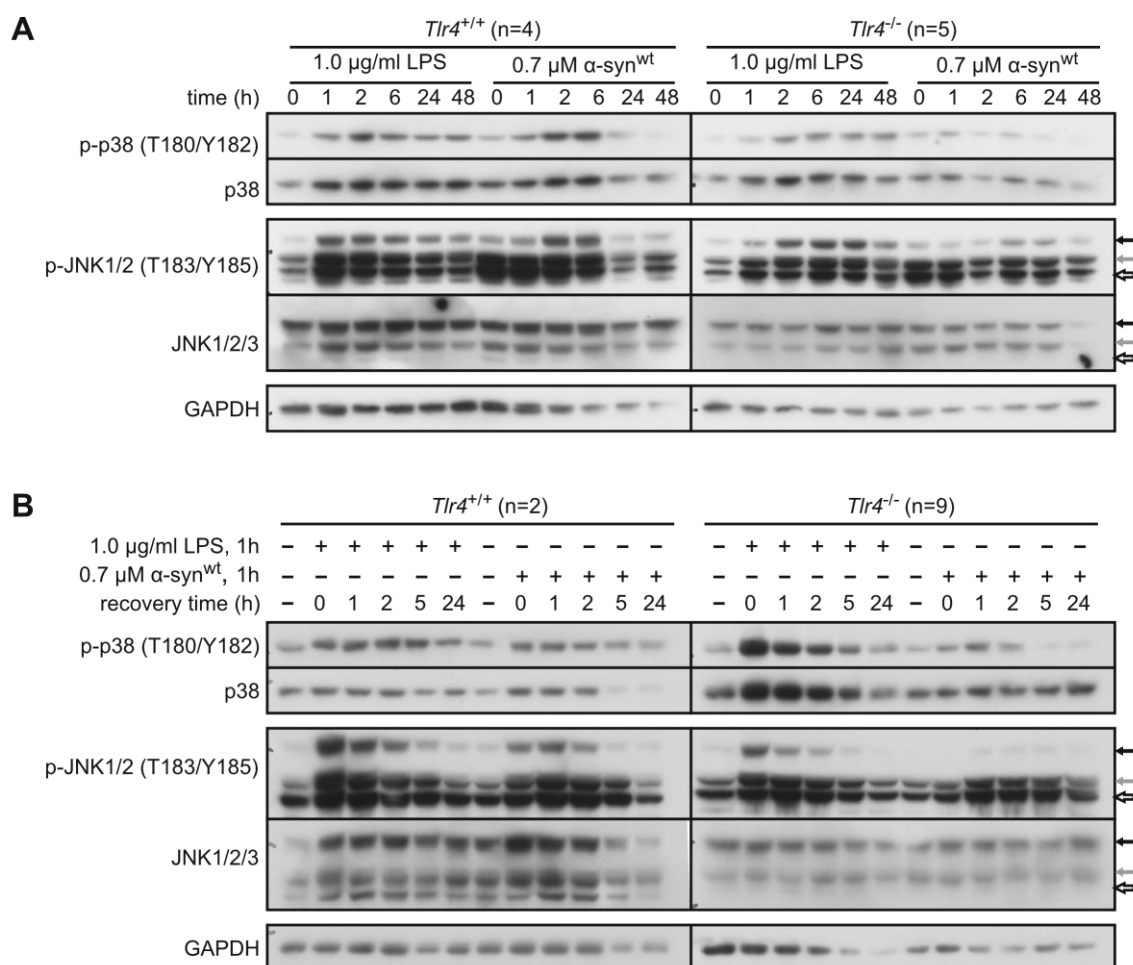 A
Tlr4+/+ (n=4) Tlr4-/- (n=5)
1.0 µg/ml LPS 0.7 µM α-synwt 1.0 µg/ml LPS 0.7 µM α-synwt
time (h) 0 1 2 6 24 48 0 1 2 6 24 48 0 1 2 6 24 48 0 1 2 6 24 48
p-p38 (T180/Y182)
p38
p-JNK1/2 (T183/Y185)
JNK1/2/3
GAPDH
B
Tlr4+/+ (n=2) Tlr4-/- (n=9)
1.0 µg/ml LPS, 1h – + + + + + – – – – – – – + + + + + – – – – – –
0.7 µM α-synwt, 1h – – – – – – – + + + + + – – – – – – – + + + + +
recovery time (h) – 0 1 2 5 24 – 0 1 2 5 24 – 0 1 2 5 24 – 0 1 2 5 24
p-p38 (T180/Y182)
p38
p-JNK1/2 (T183/Y185)
JNK1/2/3
GAPDH